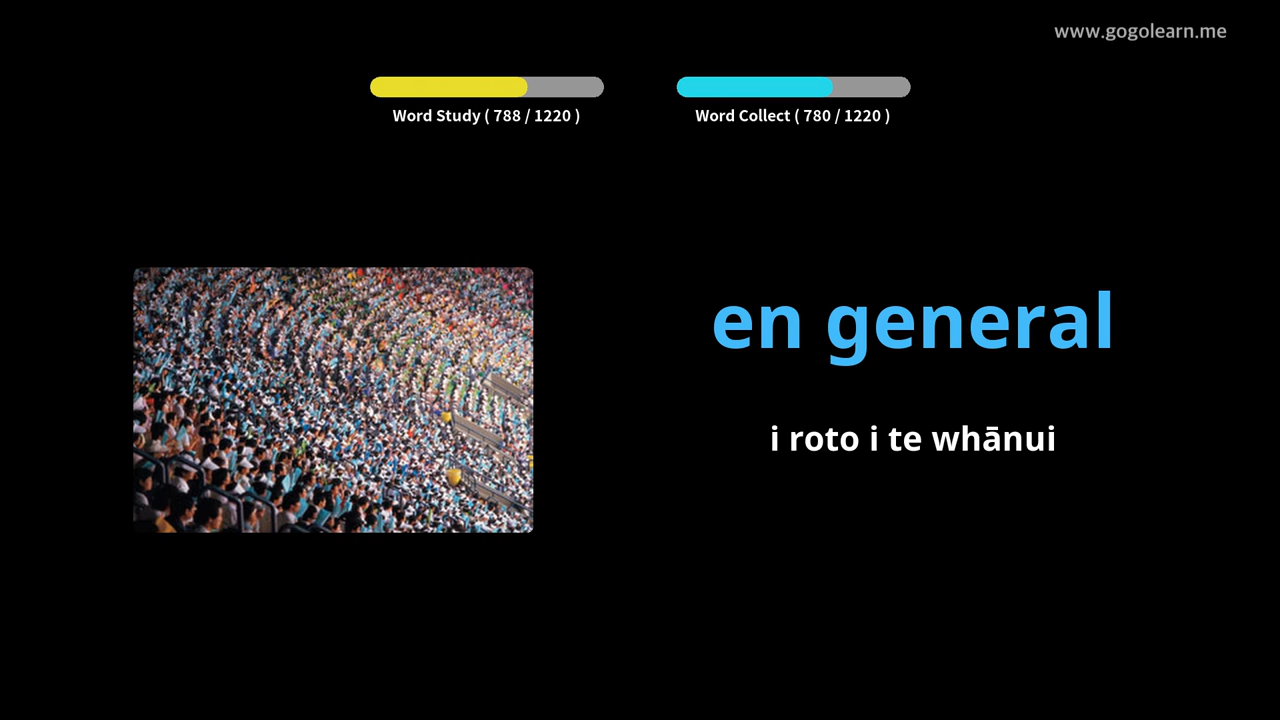 www.gogolearn.me
Word Study ( 788 / 1220 )
Word Collect ( 780 / 1220 )
en general
i roto i te whānui